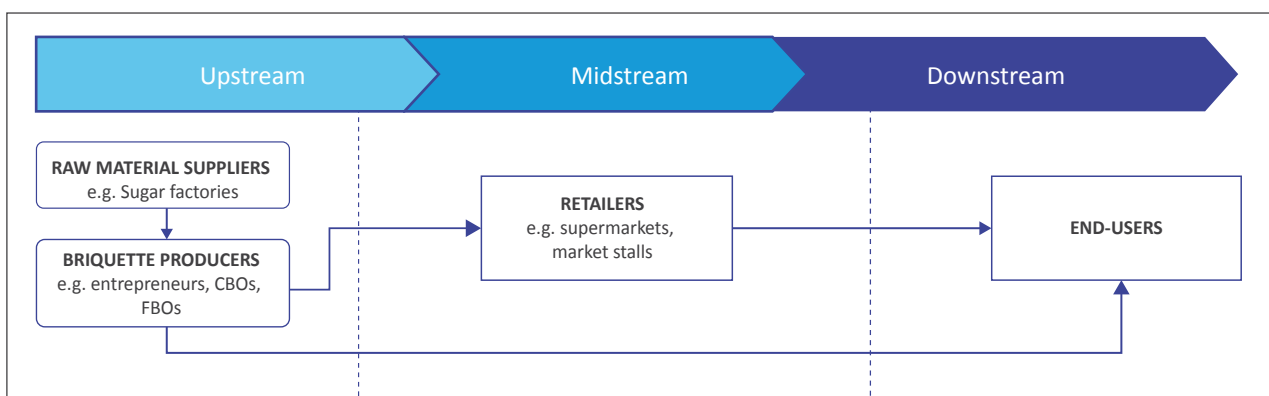 Upstream
Midstream
Downstream
RAW MATERIAL SUPPLIERS
e.g. Sugar factories
BRIQUETTE PRODUCERS
e.g. entrepreneurs, CBOs,
FBOs
RETAILERS
e.g. supermarkets,
market stalls
END-USERS